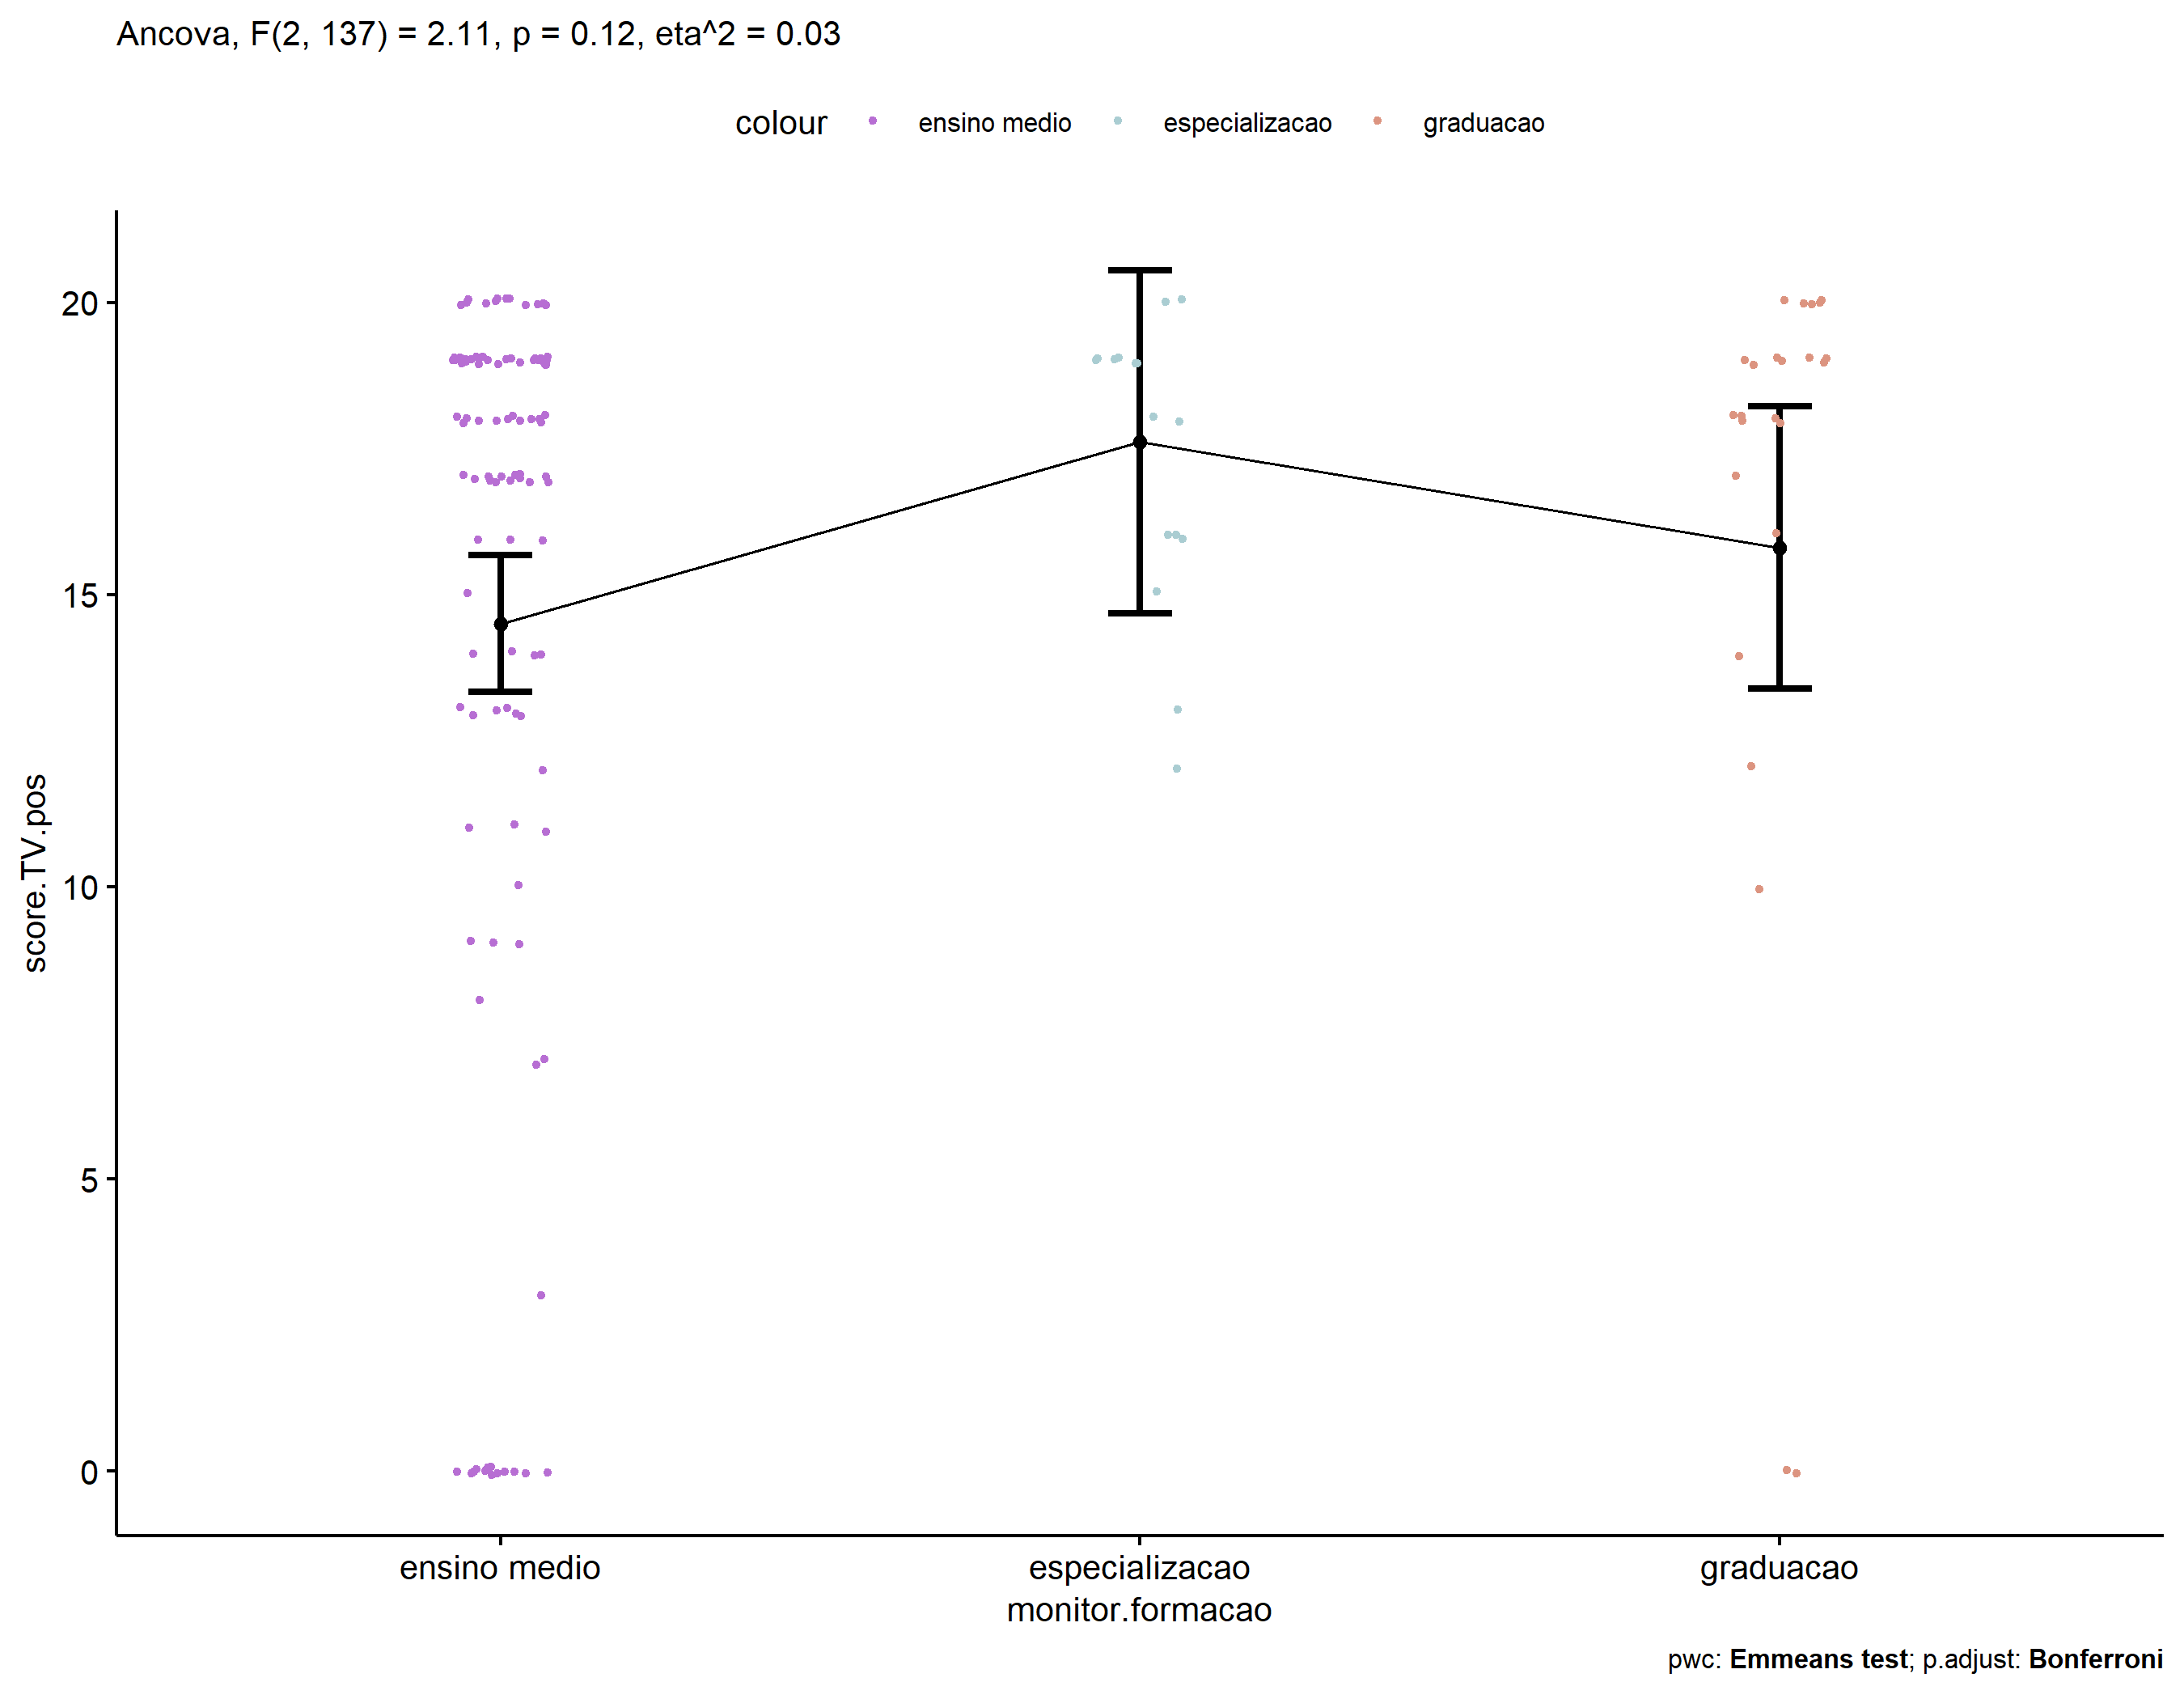 Ancova, F(2, 137) = 2.11, p = 0.12, eta^2 = 0.03
colour ensino medio especializacao graduacao
score.TV.pos
20
15
10
5
0
ensino medio especializacao graduacao
monitor.formacao
pwc: Emmeans test; p.adjust: Bonferroni